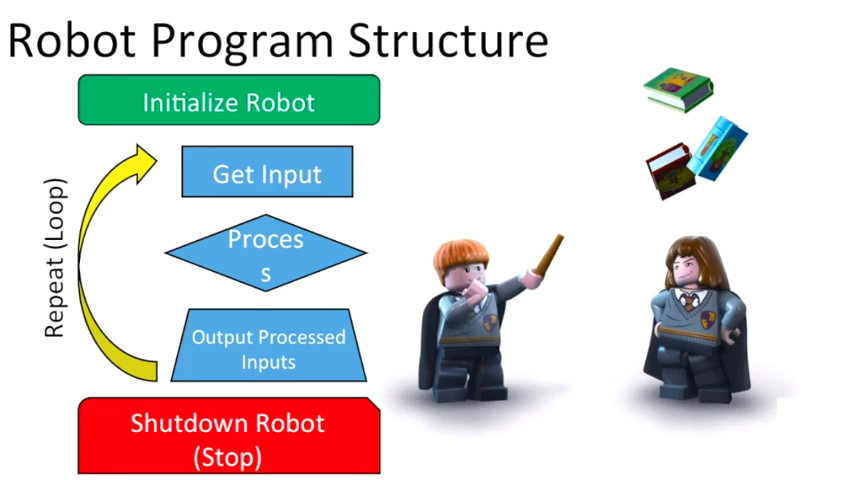 Robot Program Structure
Initialize Robot
Get Input
Proces
s
Output Processed
Inputs
Repeat (Loop)
Shutdown Robot
(Stop)